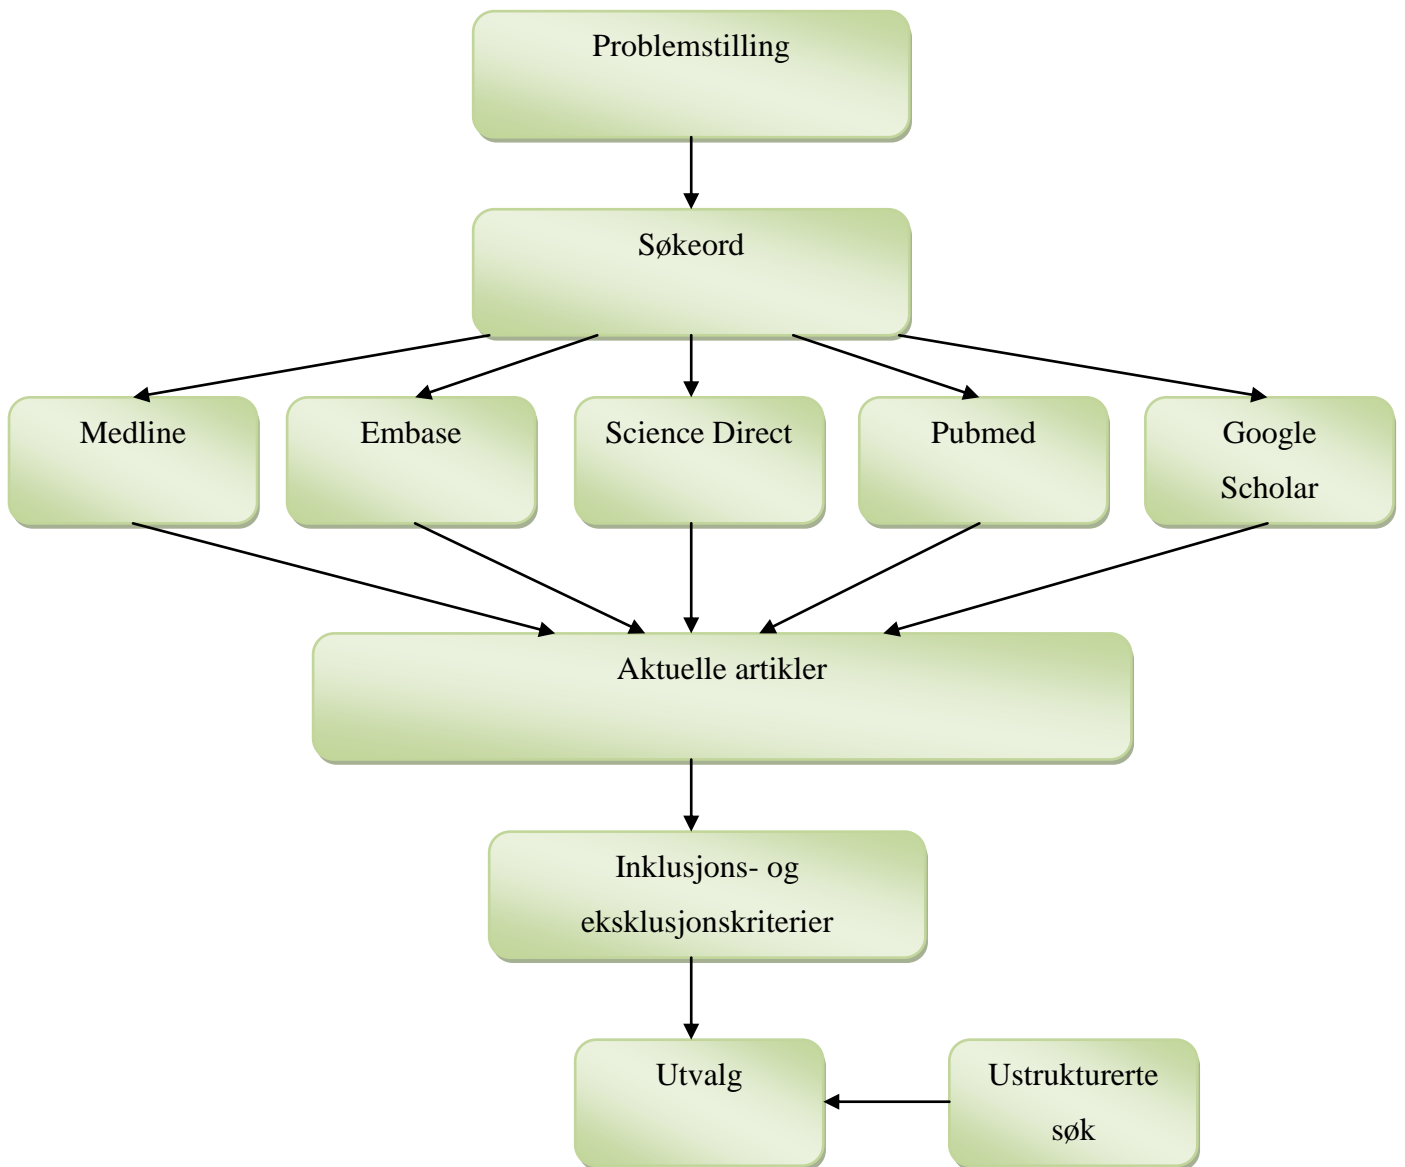 Problemstilling
Søkeord
Medline
Embase
Science Direct
Pubmed
Google
Scholar
Aktuelle artikler
Inklusjons- og
eksklusjonskriterier
Utvalg
Ustrukturerte
søk